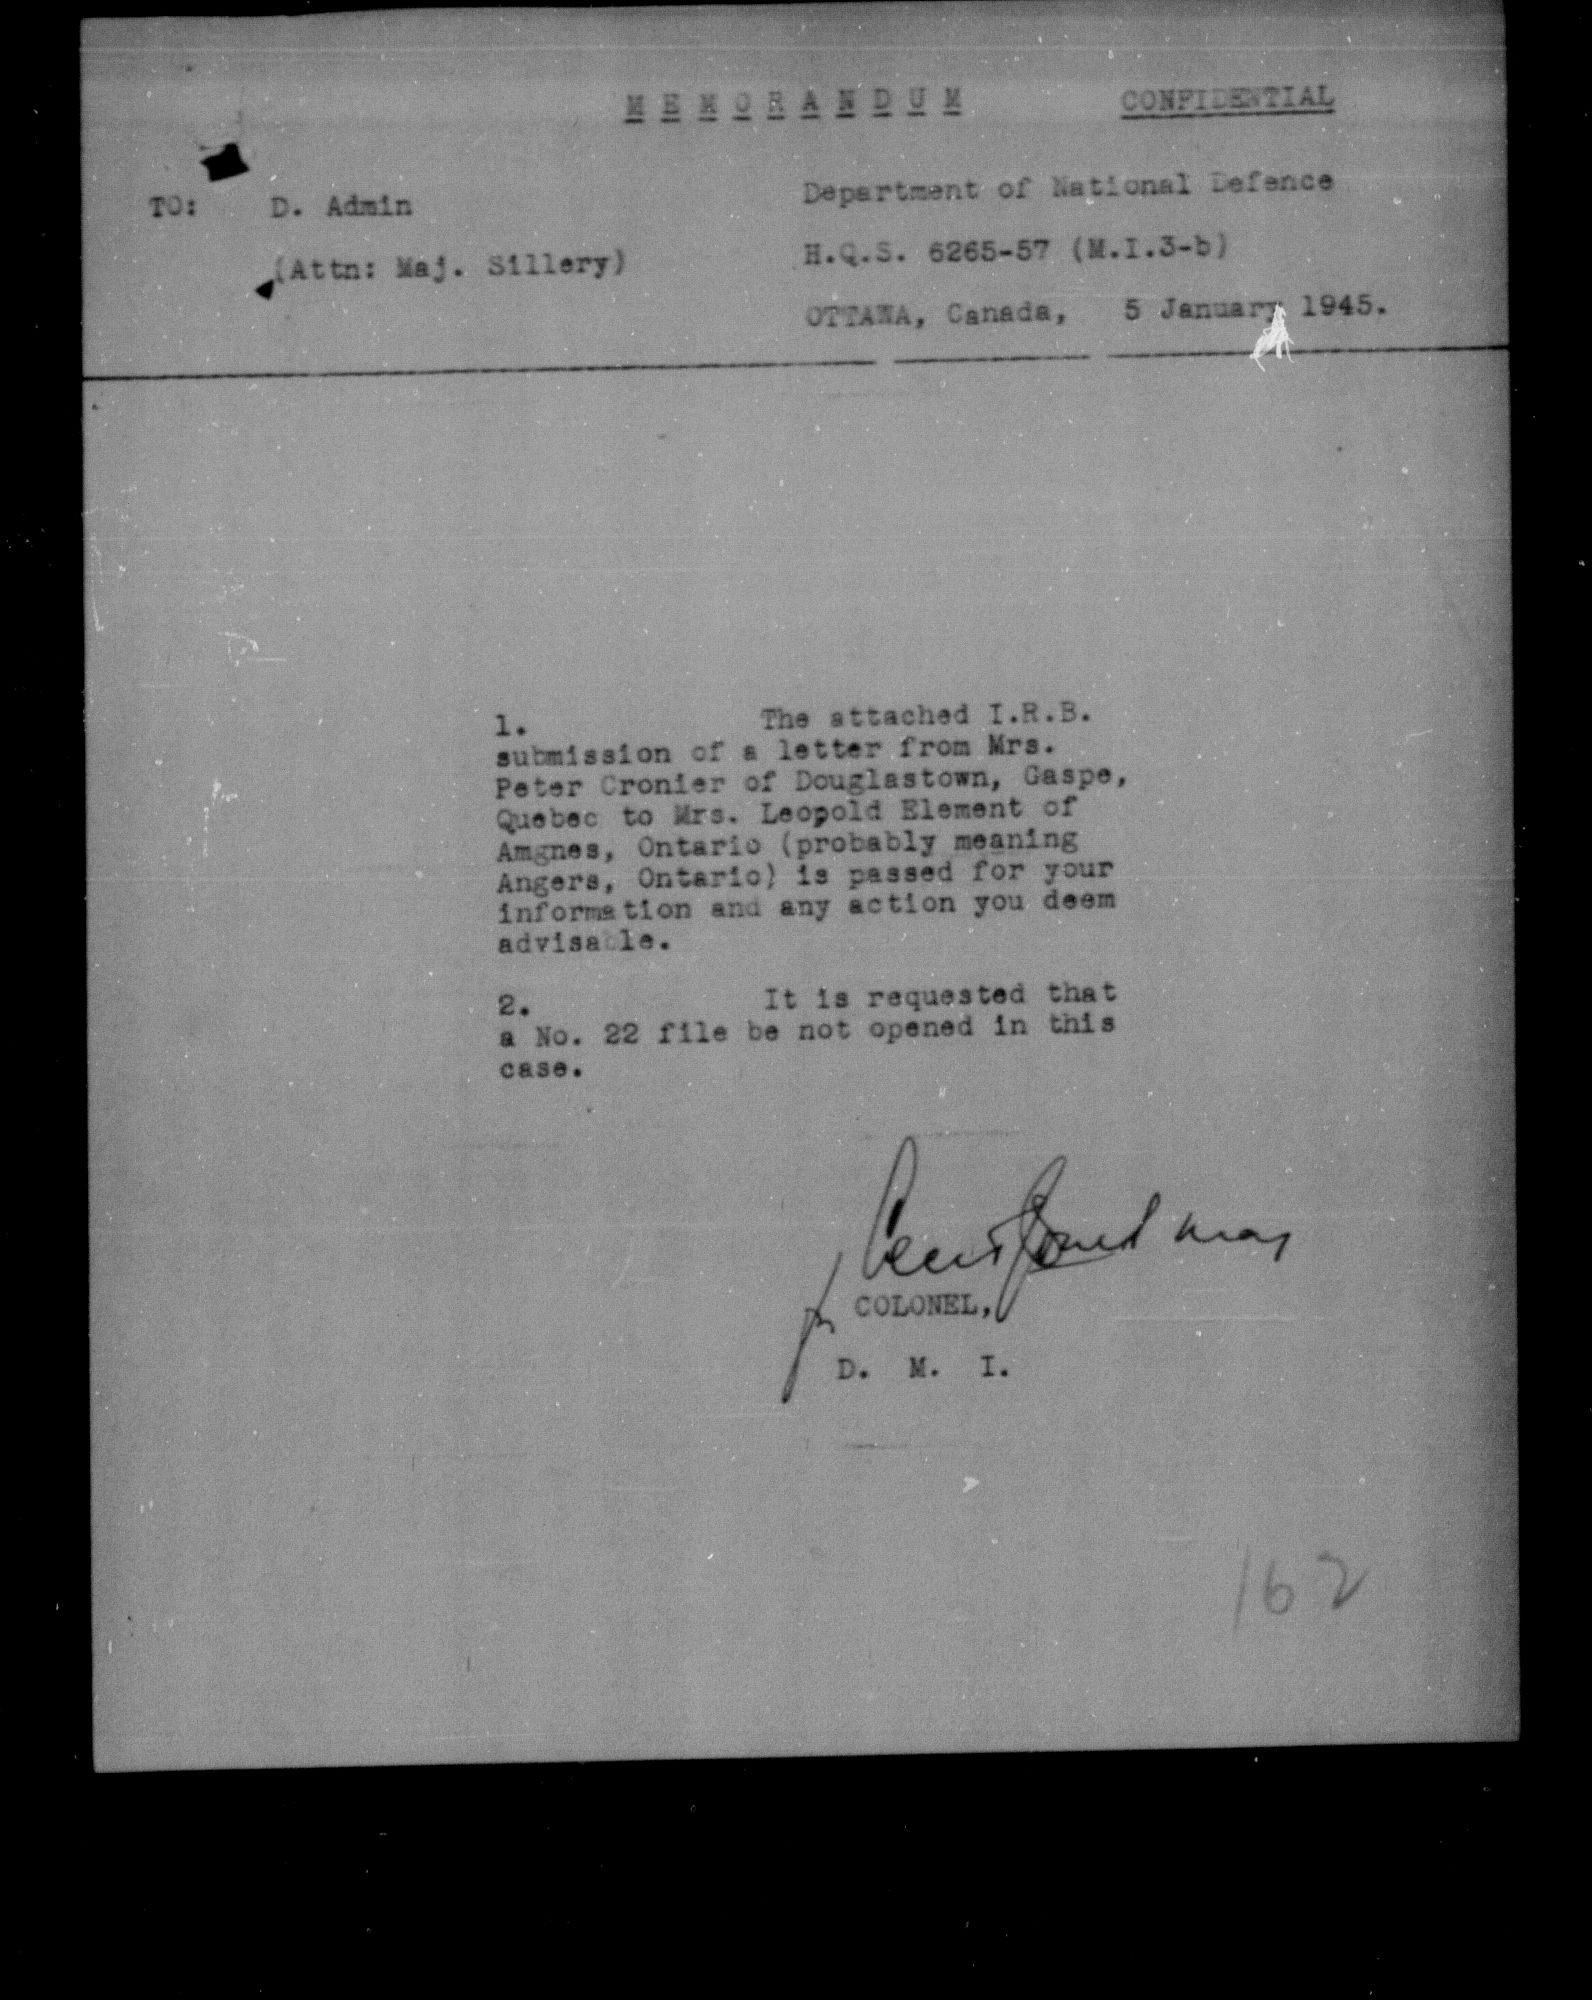 MEMORANDUM CONFIDENTIAL
Department of National Defence
TO: D. Admin
H.Q.S. 6265-57 (M.I.3-b)
(Attn: Maj. Sillery)
OTTAWA, Canada, 5 January 1945.
1. The attached I.R.B.
submission of a letter from Mrs.
Peter Cronier of Douglastown, Gaspe,
Quebec to Mrs. Leopold Element of
Amgnes, Ontario (probably meaning
Angers, Ontario) is passed for your
information and any action you deem
advisable.
2. It is requested that
a No. 22 file be not opened in this
case.
for COLONEL,
D. M. I.
162